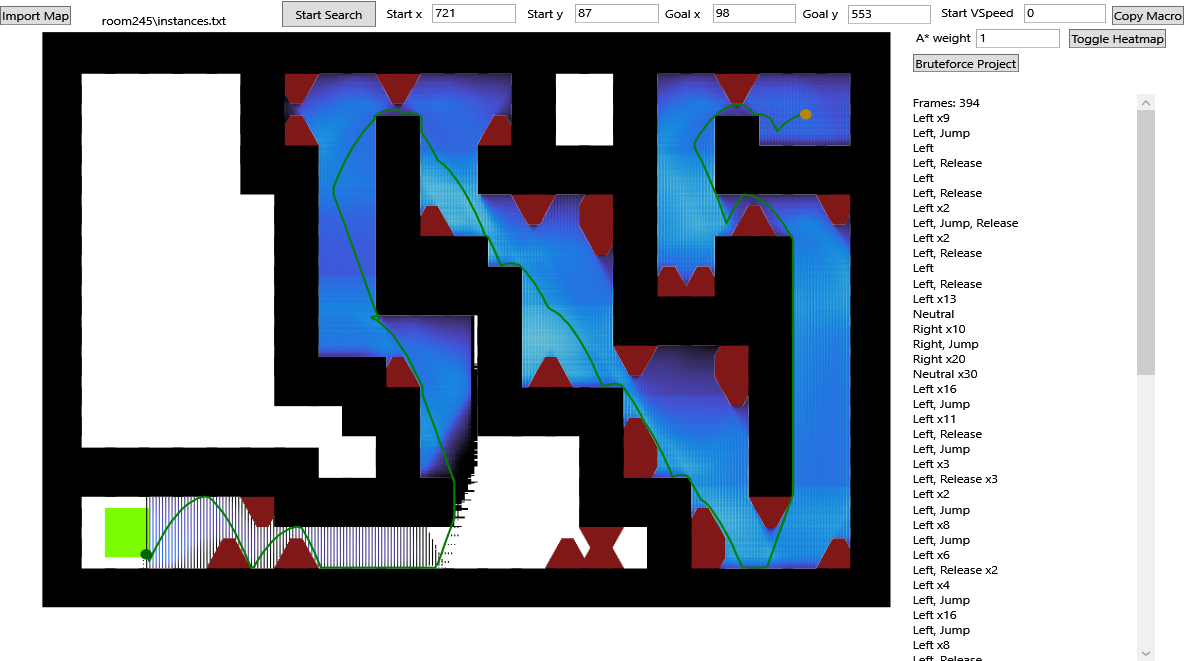 Import Map
room245\instances.txt
Start Search
Start x 721
Start y 87
Goal x 98
Goal y 553
Start VSpeed 0
Copy Macro
A* weight 1
Toggle Heatmap
Bruteforce Project
Frames: 394
Left x9
Left, Jump
Left
Left, Release
Left
Left, Release
Left x2
Left, Jump, Release
Left x2
Left, Release
Left
Left, Release
Left x13
Neutral
Right x10
Right, Jump
Right x20
Neutral x30
Left x16
Left, Jump
Left x11
Left, Release
Left, Jump
Left x3
Left, Release x3
Left x2
Left, Jump
Left x8
Left, Jump
Left x6
Left, Release x2
Left x4
Left, Jump
Left x16
Left, Jump
Left x8
Left, Release